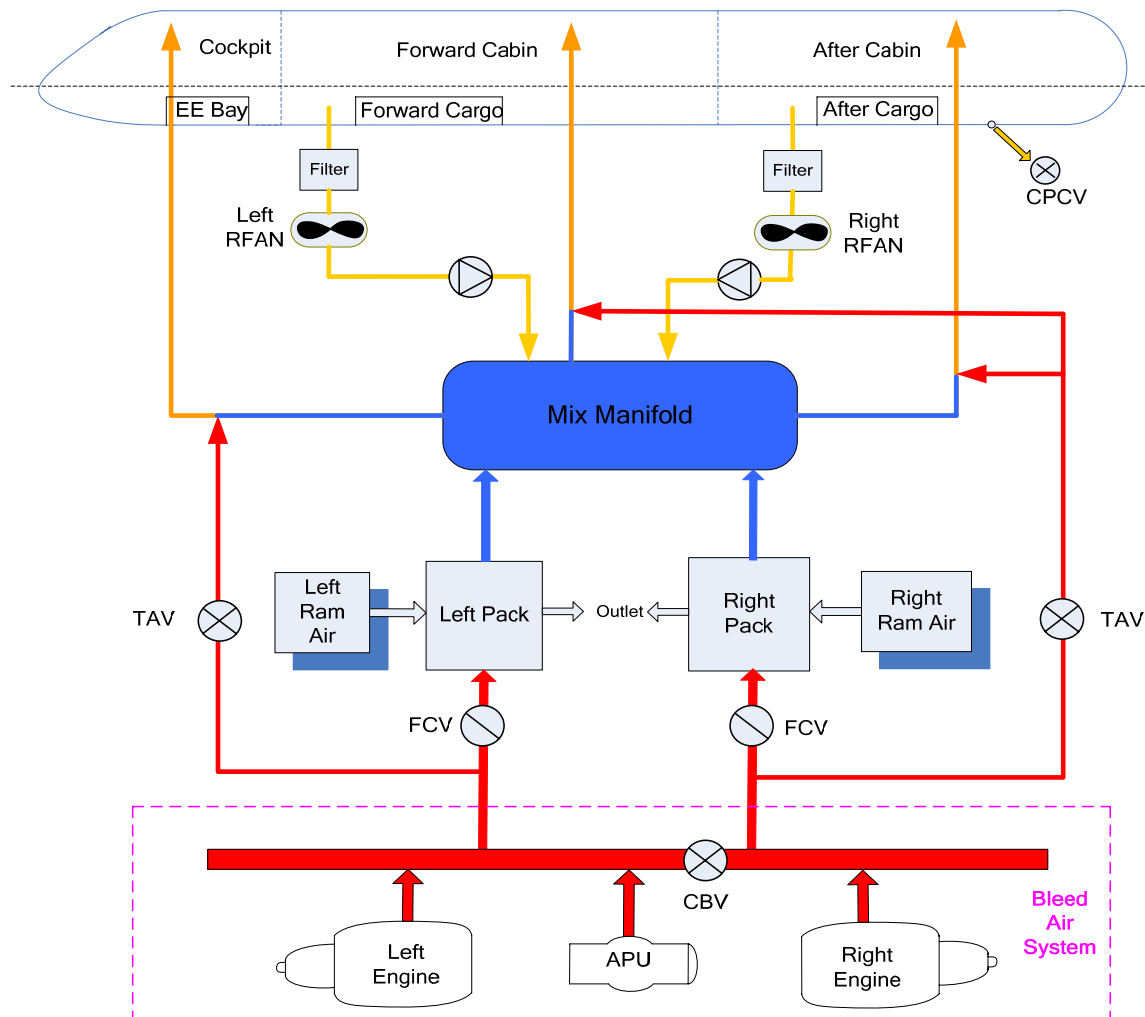 Cockpit
Forward Cabin
After Cabin
EE Bay
Forward Cargo
After Cargo
Filter
Filter
CPCV
Left
RFAN
Right
RFAN
Mix Manifold
Left
Ram
Air
Left Pack
Outlet
Right
Pack
Right
Ram Air
TAV
TAV
FCV
FCV
CBV
Bleed
Air
System
Left
Engine
APU
Right
Engine